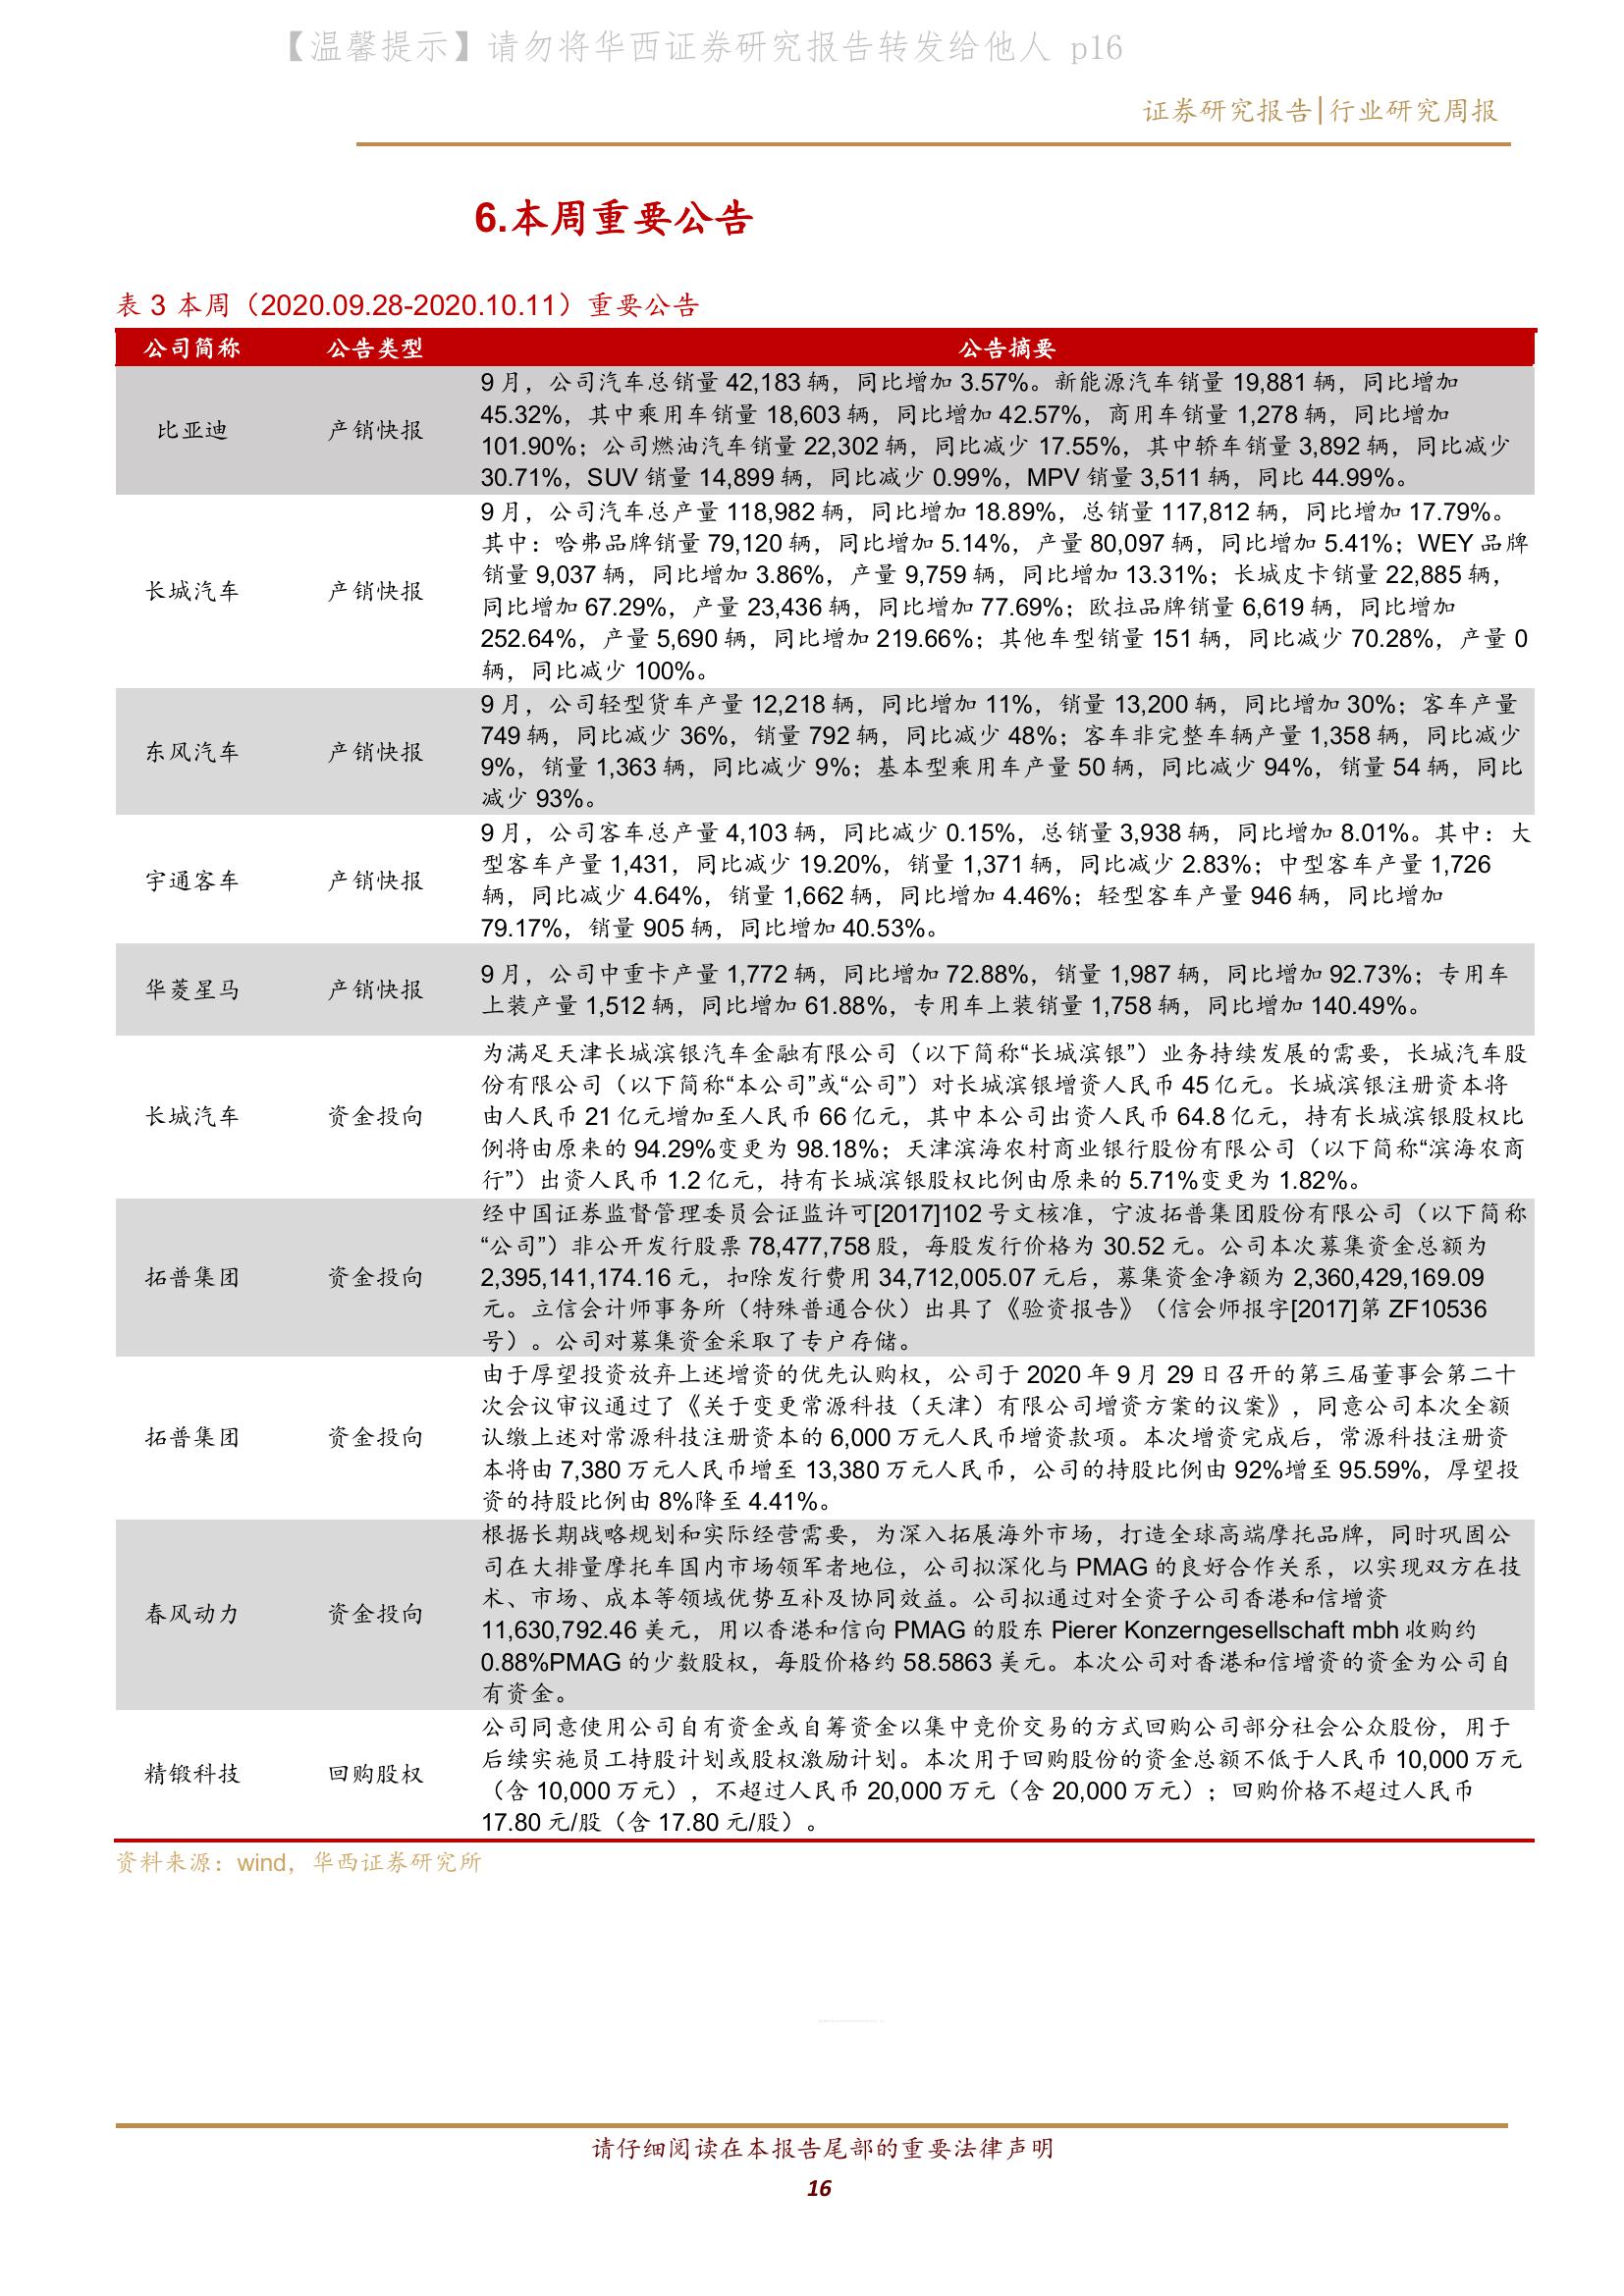 【温馨提示】请勿将华西证券研究报告转发给他人 p16
证券研究报告|行业研究周报
6.本周重要公告
表 3 本周（2020.09.28-2020.10.11）重要公告
公司简称 公告类型 公告摘要
比亚迪 产销快报
9 月，公司汽车总销量 42,183 辆，同比增加 3.57%。新能源汽车销量 19,881 辆，同比增加
45.32%，其中乘用车销量 18,603 辆，同比增加 42.57%，商用车销量 1,278 辆，同比增加
101.90%；公司燃油汽车销量 22,302 辆，同比减少 17.55%，其中轿车销量 3,892 辆，同比减少
30.71%，SUV 销量 14,899 辆，同比减少 0.99%，MPV 销量 3,511 辆，同比 44.99%。
长城汽车 产销快报
9 月，公司汽车总产量 118,982 辆，同比增加 18.89%，总销量 117,812 辆，同比增加 17.79%。
其中：哈弗品牌销量 79,120 辆，同比增加 5.14%，产量 80,097 辆，同比增加 5.41%；WEY 品牌
销量 9,037 辆，同比增加 3.86%，产量 9,759 辆，同比增加 13.31%；长城皮卡销量 22,885 辆，
同比增加 67.29%，产量 23,436 辆，同比增加 77.69%；欧拉品牌销量 6,619 辆，同比增加
252.64%，产量 5,690 辆，同比增加 219.66%；其他车型销量 151 辆，同比减少 70.28%，产量 0
辆，同比减少 100%。
东风汽车 产销快报
9 月，公司轻型货车产量 12,218 辆，同比增加 11%，销量 13,200 辆，同比增加 30%；客车产量
749 辆，同比减少 36%，销量 792 辆，同比减少 48%；客车非完整车辆产量 1,358 辆，同比减少
9%，销量 1,363 辆，同比减少 9%；基本型乘用车产量 50 辆，同比减少 94%，销量 54 辆，同比
减少 93%。
宇通客车 产销快报
9 月，公司客车总产量 4,103 辆，同比减少 0.15%，总销量 3,938 辆，同比增加 8.01%。其中：大
型客车产量 1,431，同比减少 19.20%，销量 1,371 辆，同比减少 2.83%；中型客车产量 1,726
辆，同比减少 4.64%，销量 1,662 辆，同比增加 4.46%；轻型客车产量 946 辆，同比增加
79.17%，销量 905 辆，同比增加 40.53%。
华菱星马 产销快报
9 月，公司中重卡产量 1,772 辆，同比增加 72.88%，销量 1,987 辆，同比增加 92.73%；专用车
上装产量 1,512 辆，同比增加 61.88%，专用车上装销量 1,758 辆，同比增加 140.49%。
长城汽车 资金投向
为满足天津长城滨银汽车金融有限公司（以下简称“长城滨银”）业务持续发展的需要，长城汽车股
份有限公司（以下简称“本公司”或“公司”）对长城滨银增资人民币 45 亿元。长城滨银注册资本将
由人民币 21 亿元增加至人民币 66 亿元，其中本公司出资人民币 64.8 亿元，持有长城滨银股权比
例将由原来的 94.29%变更为 98.18%；天津滨海农村商业银行股份有限公司（以下简称“滨海农商
行”）出资人民币 1.2 亿元，持有长城滨银股权比例由原来的 5.71%变更为 1.82%。
拓普集团 资金投向
经中国证券监督管理委员会证监许可[2017]102 号文核准，宁波拓普集团股份有限公司（以下简称
“公司”）非公开发行股票 78,477,758 股，每股发行价格为 30.52 元。公司本次募集资金总额为
2,395,141,174.16 元，扣除发行费用 34,712,005.07 元后，募集资金净额为 2,360,429,169.09
元。立信会计师事务所（特殊普通合伙）出具了《验资报告》（信会师报字[2017]第 ZF10536
号）。公司对募集资金采取了专户存储。
拓普集团 资金投向
由于厚望投资放弃上述增资的优先认购权，公司于 2020 年 9 月 29 日召开的第三届董事会第二十
次会议审议通过了《关于变更常源科技（天津）有限公司增资方案的议案》，同意公司本次全额
认缴上述对常源科技注册资本的 6,000 万元人民币增资款项。本次增资完成后，常源科技注册资
本将由 7,380 万元人民币增至 13,380 万元人民币，公司的持股比例由 92%增至 95.59%，厚望投
资的持股比例由 8%降至 4.41%。
春风动力 资金投向
根据长期战略规划和实际经营需要，为深入拓展海外市场，打造全球高端摩托品牌，同时巩固公
司在大排量摩托车国内市场领军者地位，公司拟深化与 PMAG 的良好合作关系，以实现双方在技
术、市场、成本等领域优势互补及协同效益。公司拟通过对全资子公司香港和信增资
11,630,792.46 美元，用以香港和信向 PMAG 的股东 Pierer Konzerngesellschaft mbh 收购约
0.88%PMAG 的少数股权，每股价格约 58.5863 美元。本次公司对香港和信增资的资金为公司自
有资金。
精锻科技 回购股权
公司同意使用公司自有资金或自筹资金以集中竞价交易的方式回购公司部分社会公众股份，用于
后续实施员工持股计划或股权激励计划。本次用于回购股份的资金总额不低于人民币 10,000 万元
（含 10,000 万元），不超过人民币 20,000 万元（含 20,000 万元）；回购价格不超过人民币
17.80 元/股（含 17.80 元/股）。
资料来源：wind，华西证券研究所
请仔细阅读在本报告尾部的重要法律声明
16